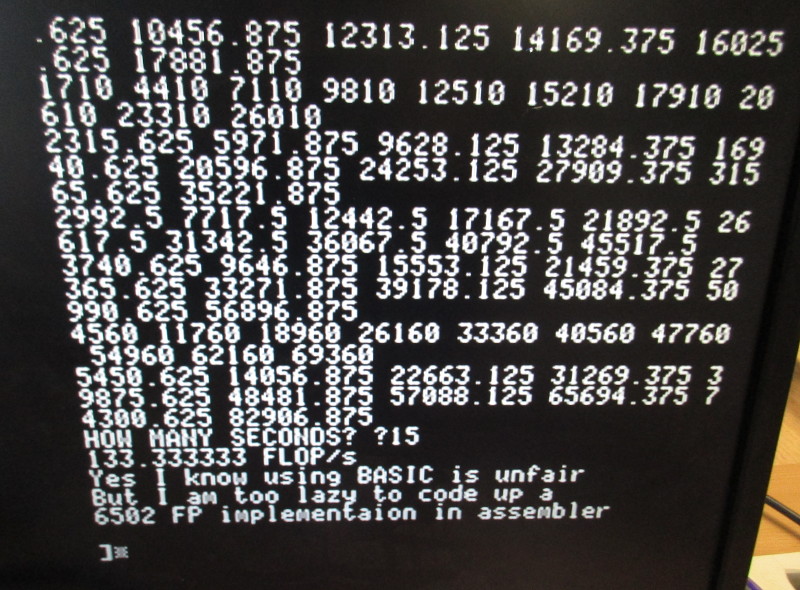 .625 10456.875 12313.125 14169.375 16025
.625 17881.875
1710 4410 7110 9810 12510 15210 17910 20
610 23310 26010
2315.625 5971.875 9628.125 13284.375 169
40.625 20596.875 24253.125 27909.375 315
65.625 35221.875
2992.5 7717.5 12442.5 17167.5 21892.5 26
617.5 31342.5 36067.5 40792.5 45517.5
3740.625 9646.875 15553.125 21459.375 27
365.625 33271.875 39178.125 45084.375 50
990.625 56896.875
4560 11760 18960 26160 33360 40560 47760
54960 62160 69360
5450.625 14056.875 22663.125 31269.375 3
9875.625 48481.875 57088.125 65694.375 7
4300.625 82906.875
HOW MANY SECONDS? ?15
133.333333 FLOP/s
Yes I know using BASIC is unfair
But I am too lazy to code up a
6502 FP implementaion in assembler
]